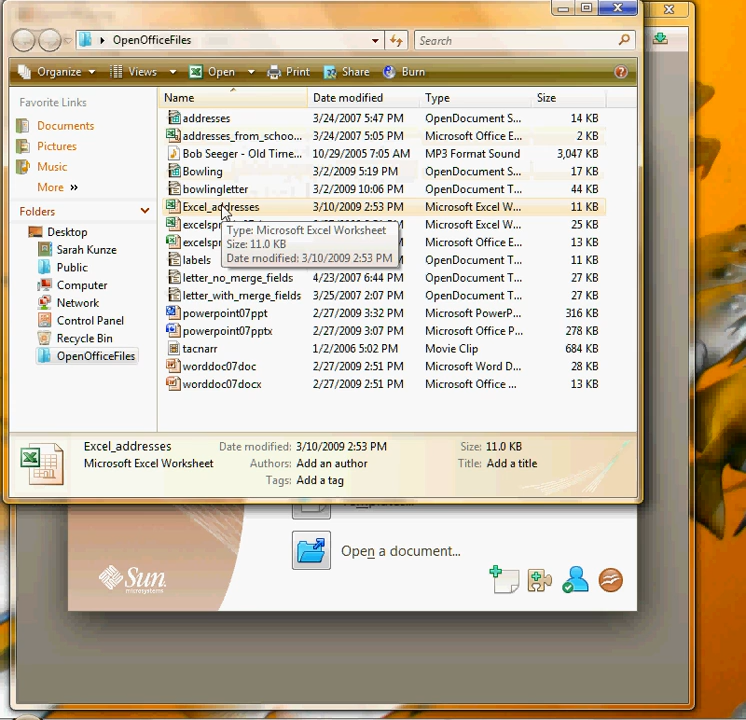 OpenOfficeFiles
Search
Organize Views Open Print Share Burn
Favorite Links
Documents
Pictures
Music
More »
Folders
Desktop
Sarah Kunze
Public
Computer
Network
Control Panel
Recycle Bin
OpenOfficeFiles
Name Date modified Type Size
addresses 3/24/2007 5:47 PM OpenDocument S... 14 KB
addresses_from_schoo... 3/24/2007 5:05 PM Microsoft Office E... 2 KB
Bob Seeger - Old Time... 10/29/2005 7:05 AM MP3 Format Sound 3,047 KB
Bowling 3/2/2009 5:19 PM OpenDocument S... 17 KB
bowlingletter 3/2/2009 10:06 PM OpenDocument T... 44 KB
Excel_addresses 3/10/2009 2:53 PM Microsoft Excel W... 11 KB
Microsoft Excel W... 25 KB
Microsoft Office E... 13 KB
labels OpenDocument T... 11 KB
letter_no_merge_fields 4/23/2007 6:44 PM OpenDocument T... 27 KB
letter_with_merge_fields 3/25/2007 2:07 PM OpenDocument T... 27 KB
powerpoint07ppt 2/27/2009 3:32 PM Microsoft PowerP... 316 KB
powerpoint07pptx 2/27/2009 3:07 PM Microsoft Office P... 278 KB
tacnarr 1/2/2006 5:02 PM Movie Clip 684 KB
worddoc07doc 2/27/2009 2:51 PM Microsoft Word D... 28 KB
worddoc07docx 2/27/2009 2:51 PM Microsoft Office ... 13 KB
Type: Microsoft Excel Worksheet
Size: 11.0 KB
Date modified: 3/10/2009 2:53 PM
Excel_addresses Date modified: 3/10/2009 2:53 PM Size: 11.0 KB
Microsoft Excel Worksheet Authors: Add an author Title: Add a title
Tags: Add a tag
Open a document...
Sun
microsystems